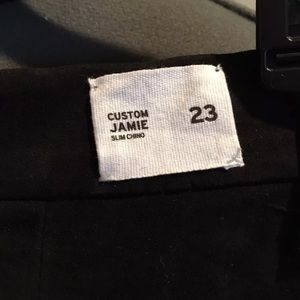 CUSTOM
JAMIE
SLIM CHINO
23